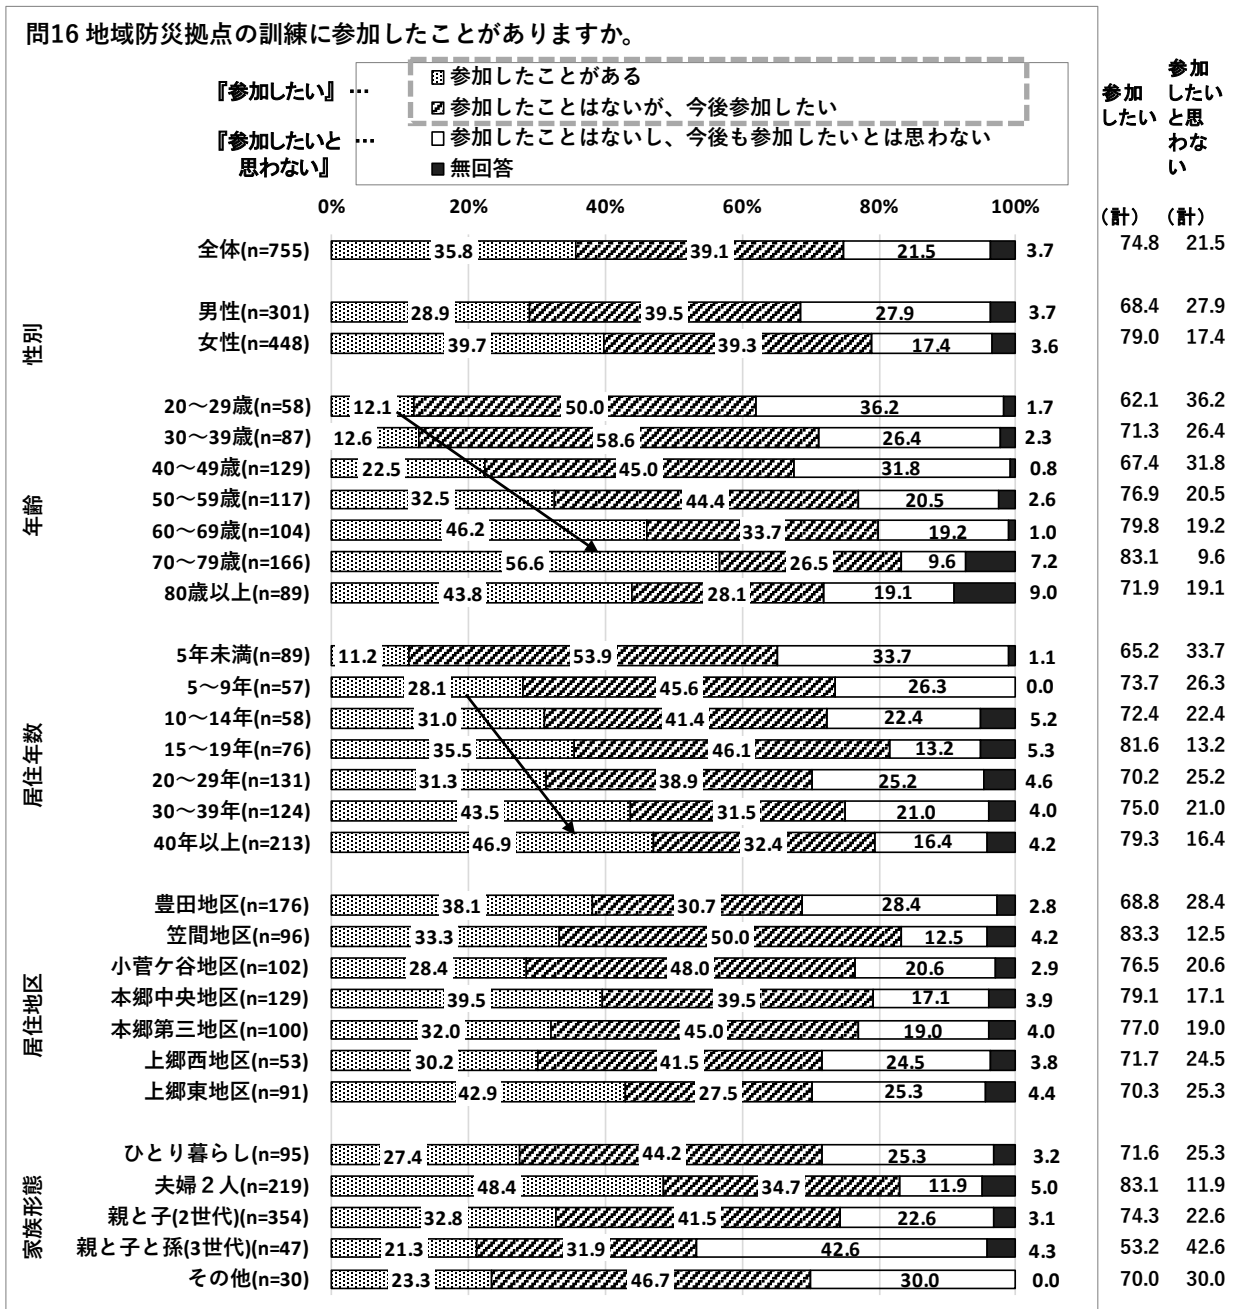 問16 地域防災拠点の訓練に参加したことがありますか。
『参加したい』 … 参加したことがある
参加したことはないが、今後参加したい
『参加したいと … 参加したことはないし、今後も参加したいとは思わない
思わない』 無回答
参加
したい
参加
したい
と思
わな
い
0% 20% 40% 60% 80% 100% (計) (計)
全体(n=755) 35.8 39.1 21.5 3.7 74.8 21.5
性別
男性(n=301) 28.9 39.5 27.9 3.7 68.4 27.9
女性(n=448) 39.7 39.3 17.4 3.6 79.0 17.4
年齢
20～29歳(n=58) 12.1 50.0 36.2 1.7 62.1 36.2
30～39歳(n=87) 12.6 58.6 26.4 2.3 71.3 26.4
40～49歳(n=129) 22.5 45.0 31.8 0.8 67.4 31.8
50～59歳(n=117) 32.5 44.4 20.5 2.6 76.9 20.5
60～69歳(n=104) 46.2 33.7 19.2 1.0 79.8 19.2
70～79歳(n=166) 56.6 26.5 9.6 7.2 83.1 9.6
80歳以上(n=89) 43.8 28.1 19.1 9.0 71.9 19.1
居住年数
5年未満(n=89) 11.2 53.9 33.7 1.1 65.2 33.7
5～9年(n=57) 28.1 45.6 26.3 0.0 73.7 26.3
10～14年(n=58) 31.0 41.4 22.4 5.2 72.4 22.4
15～19年(n=76) 35.5 46.1 13.2 5.3 81.6 13.2
20～29年(n=131) 31.3 38.9 25.2 4.6 70.2 25.2
30～39年(n=124) 43.5 31.5 21.0 4.0 75.0 21.0
40年以上(n=213) 46.9 32.4 16.4 4.2 79.3 16.4
居住地区
豊田地区(n=176) 38.1 30.7 28.4 2.8 68.8 28.4
笠間地区(n=96) 33.3 50.0 12.5 4.2 83.3 12.5
小菅ケ谷地区(n=102) 28.4 48.0 20.6 2.9 76.5 20.6
本郷中央地区(n=129) 39.5 39.5 17.1 3.9 79.1 17.1
本郷第三地区(n=100) 32.0 45.0 19.0 4.0 77.0 19.0
上郷西地区(n=53) 30.2 41.5 24.5 3.8 71.7 24.5
上郷東地区(n=91) 42.9 27.5 25.3 4.4 70.3 25.3
家族形態
ひとり暮らし(n=95) 27.4 44.2 25.3 3.2 71.6 25.3
夫婦２人(n=219) 48.4 34.7 11.9 5.0 83.1 11.9
親と子(2世代)(n=354) 32.8 41.5 22.6 3.1 74.3 22.6
親と子と孫(3世代)(n=47) 21.3 31.9 42.6 4.3 53.2 42.6
その他(n=30) 23.3 46.7 30.0 0.0 70.0 30.0